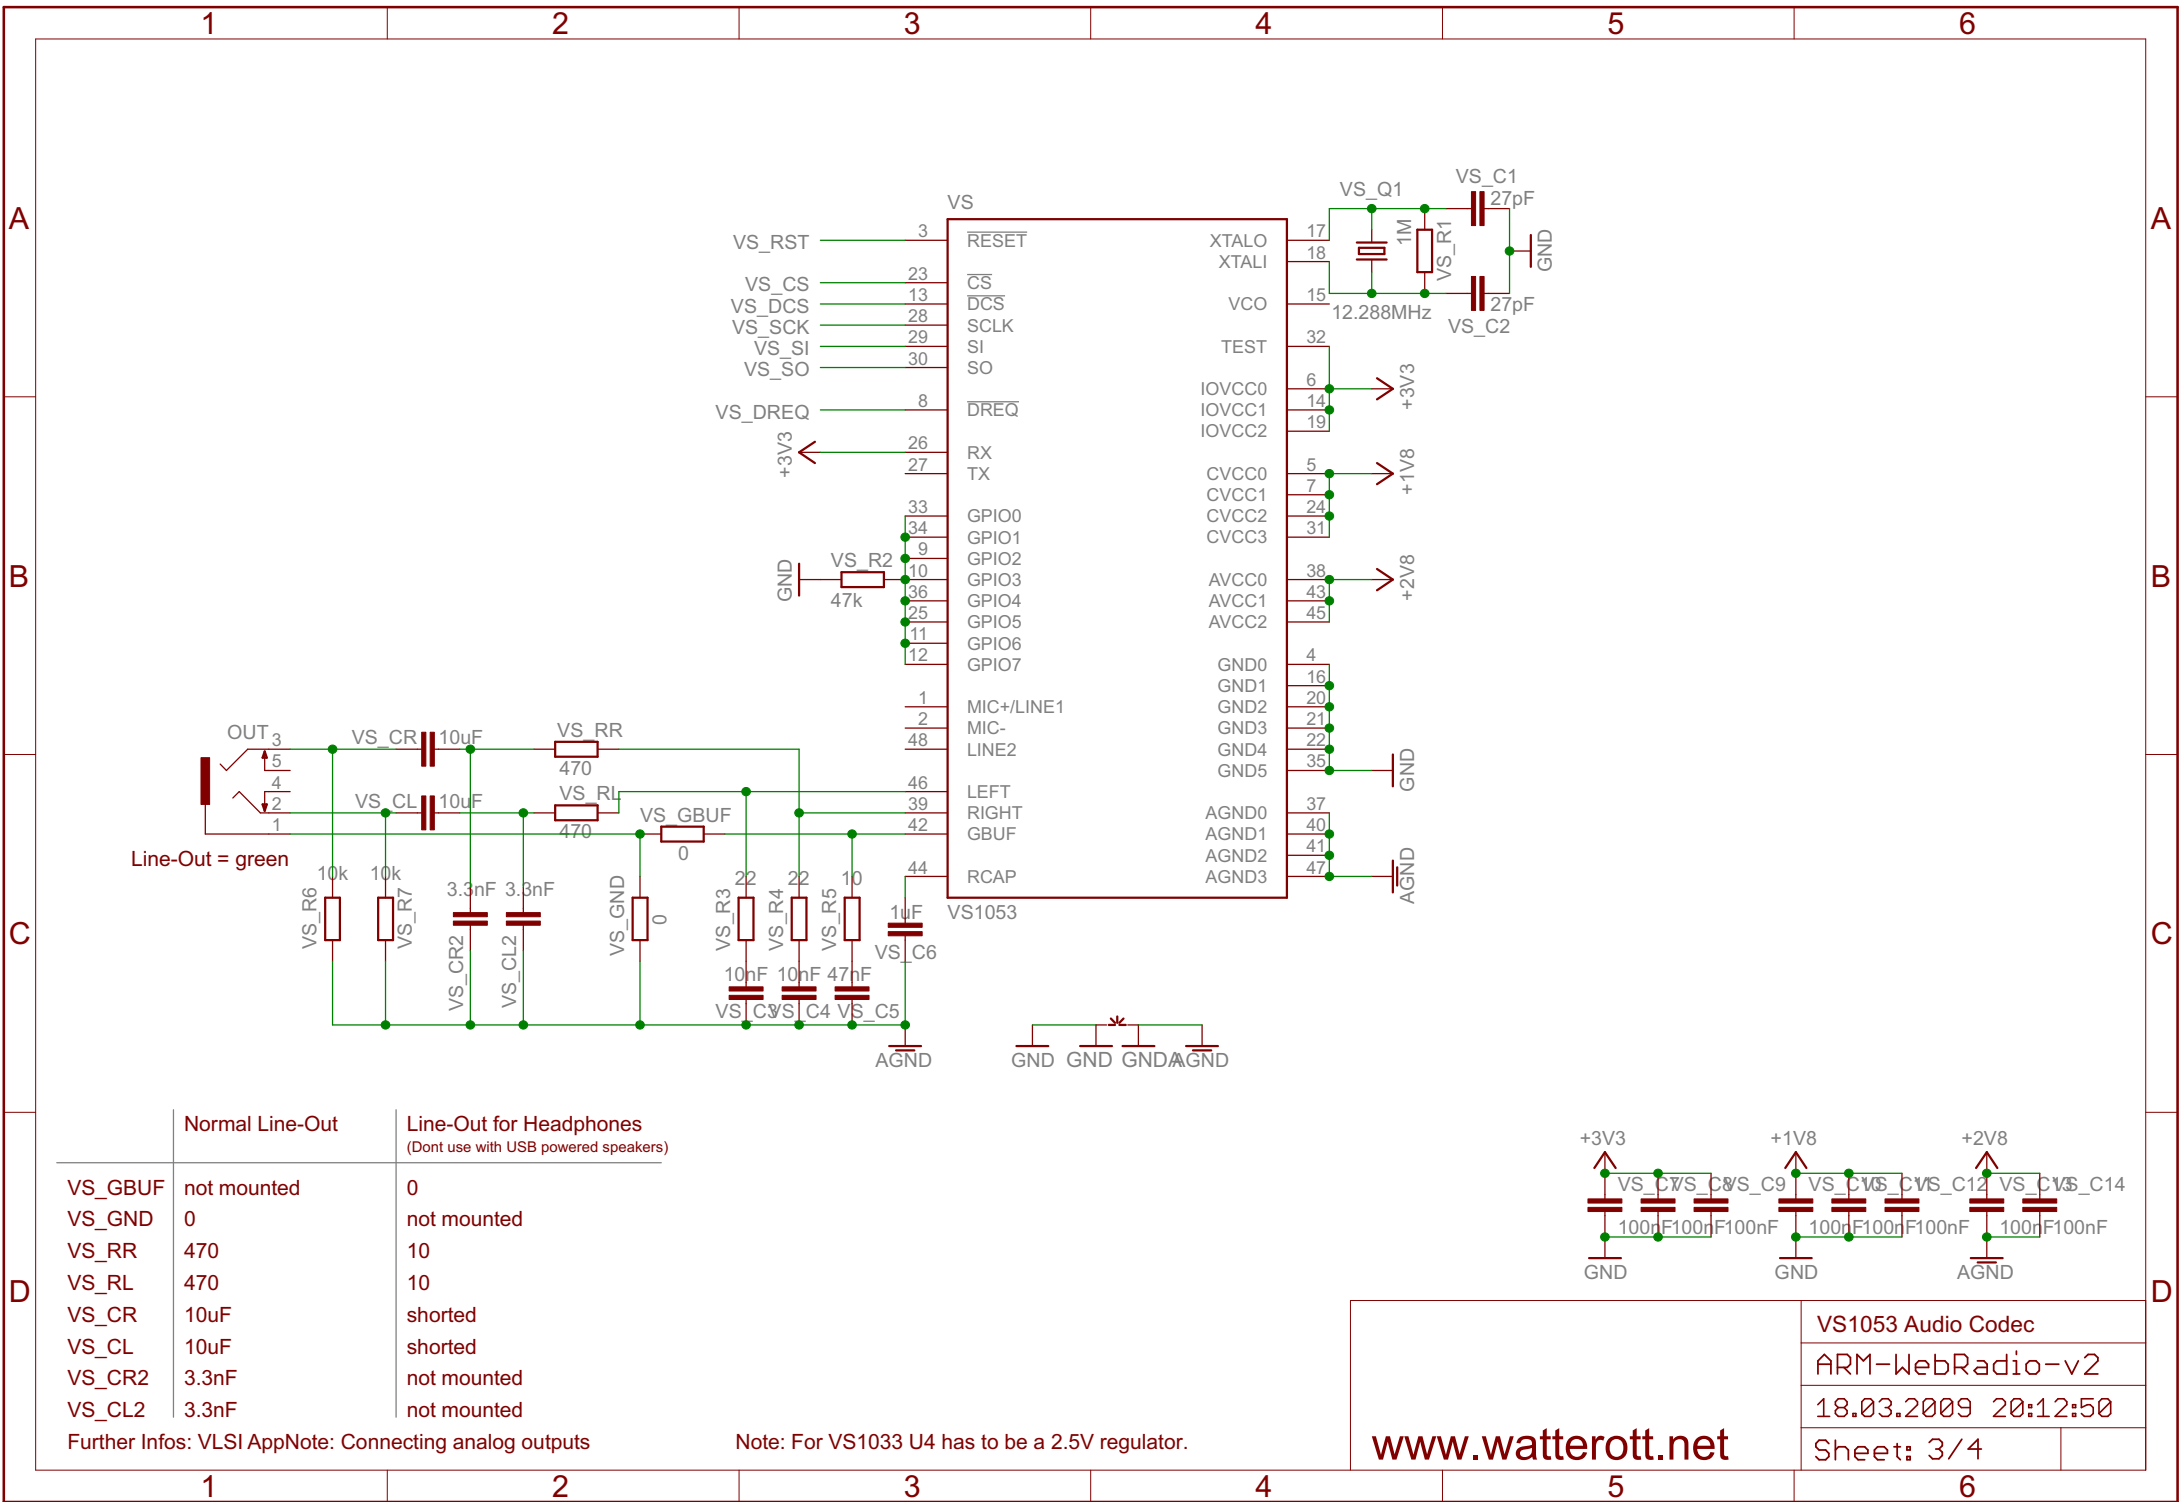 1 2 3 4 5 6
A A
B B
C C
D D
VS
VS_RST 3 RESET
VS_CS 23 CS
VS_DCS 13 DCS
VS_SCK 28 SCLK
VS_SI 29 SI
VS_SO 30 SO
VS_DREQ 8 DREQ
+3V3 26 RX
27 TX
33 GPIO0
34 GPIO1
9 GPIO2
10 GPIO3
36 GPIO4
25 GPIO5
11 GPIO6
12 GPIO7
GND VS_R2
47k
1 MIC+/LINE1
2 MIC-
48 LINE2
46 LEFT
39 RIGHT
42 GBUF
44 RCAP
VS1053
XTALO 17
XTALI 18
VCO 15
TEST 32
IOVCC0 6
IOVCC1 14
IOVCC2 19
+3V3
CVCC0 5
CVCC1 7
CVCC2 24
CVCC3 31
+1V8
AVCC0 38
AVCC1 43
AVCC2 45
+2V8
GND0 4
GND1 16
GND2 20
GND3 21
GND4 22
GND5 35
GND
AGND0 37
AGND1 40
AGND2 41
AGND3 47
AGND
VS_Q1
12.288MHz
1M
VS_R1
VS_C1
27pF
27pF
VS_C2
GND
OUT
3
5
4
2
1
Line-Out = green
VS_CR 10uF
VS_CL 10uF
VS_RR
470
VS_RL
470
VS_GBUF
0
10k
VS_R6
10k
VS_R7
3.3nF
VS_CR2
3.3nF
VS_CL2
VS_GND
0
22
VS_R3
22
VS_R4
10
VS_R5
10nF
VS_C3
10nF
VS_C4
47nF
VS_C5
1uF
VS_C6
AGND
GND GND GNDA AGND
Normal Line-Out Line-Out for Headphones
(Dont use with USB powered speakers)
VS_GBUF not mounted 0
VS_GND 0 not mounted
VS_RR 470 10
VS_RL 470 10
VS_CR 10uF shorted
VS_CL 10uF shorted
VS_CR2 3.3nF not mounted
VS_CL2 3.3nF not mounted
Further Infos: VLSI AppNote: Connecting analog outputs
Note: For VS1033 U4 has to be a 2.5V regulator.
+3V3 +1V8 +2V8
VS_C7 VS_C8 VS_C9 VS_C10 VS_C11 VS_C12 VS_C13 VS_C14
100nF 100nF 100nF 100nF 100nF 100nF 100nF 100nF
GND GND AGND
www.watterott.net
VS1053 Audio Codec
ARM-WebRadio-v2
18.03.2009 20:12:50
Sheet: 3/4
1 2 3 4 5 6